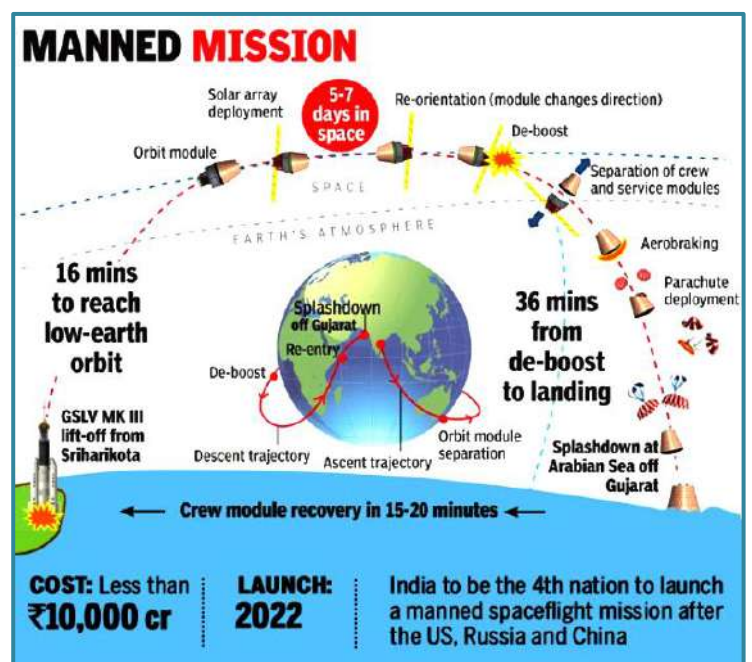 MANNED MISSION
Solar array
deployment
5-7
days in
space
Re-orientation (module changes direction)
De-boost
Orbit module
Separation of crew
and service modules
SPACE
EARTH'S ATMOSPHERE
Aerobraking
16 mins
to reach
low-earth
orbit
Parachute
deployment
Splashdown
off Gujarat
Re-entry
De-boost
36 mins
from
de-boost
to landing
GSLV MK III
lift-off from
Sriharikota
Descent trajectory
Ascent trajectory
Orbit module
separation
Splashdown at
Arabian Sea off
Gujarat
Crew module recovery in 15-20 minutes
COST: Less than
₹10,000 cr
LAUNCH:
2022
India to be the 4th nation to launch
a manned spaceflight mission after
the US, Russia and China